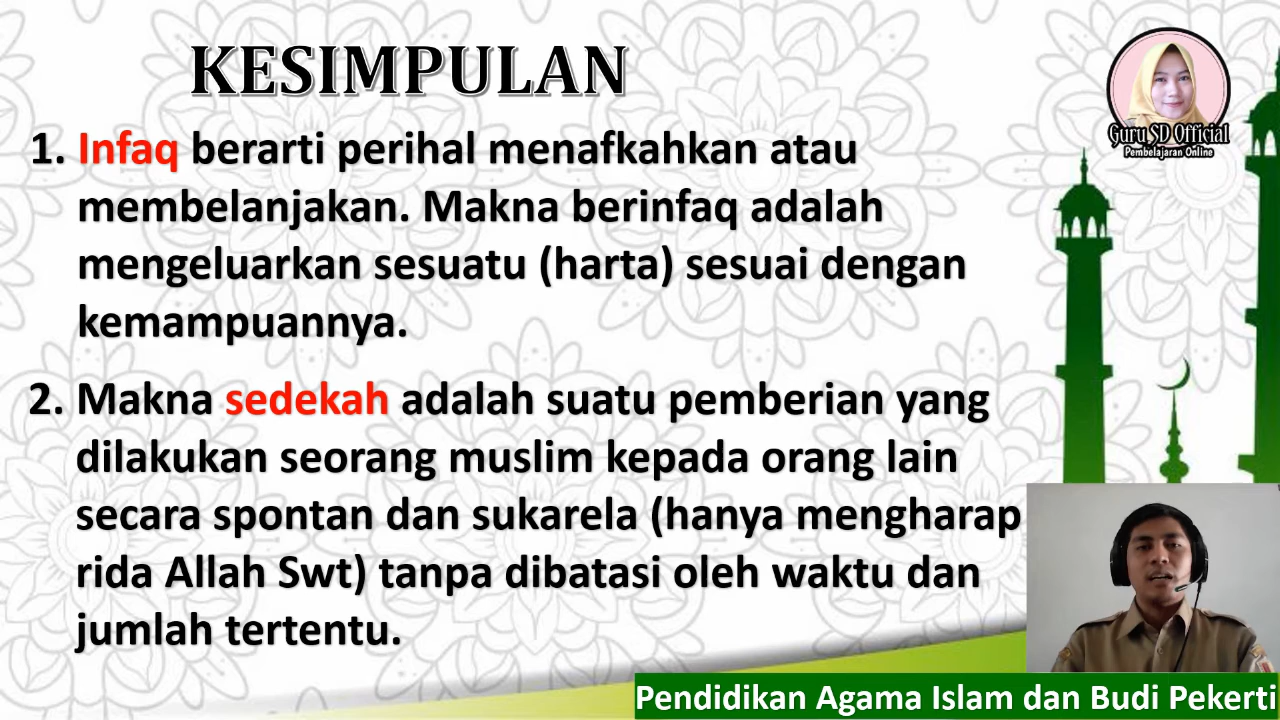 KESIMPULAN
Guru SD Official
Pembelajaran Online
1. Infaq berarti perihal menafkahkan atau
membelanjakan. Makna berinfaq adalah
mengeluarkan sesuatu (harta) sesuai dengan
kemampuannya.
2. Makna sedekah adalah suatu pemberian yang
dilakukan seorang muslim kepada orang lain
secara spontan dan sukarela (hanya mengharap
rida Allah Swt) tanpa dibatasi oleh waktu dan
jumlah tertentu.
Pendidikan Agama Islam dan Budi Pekerti